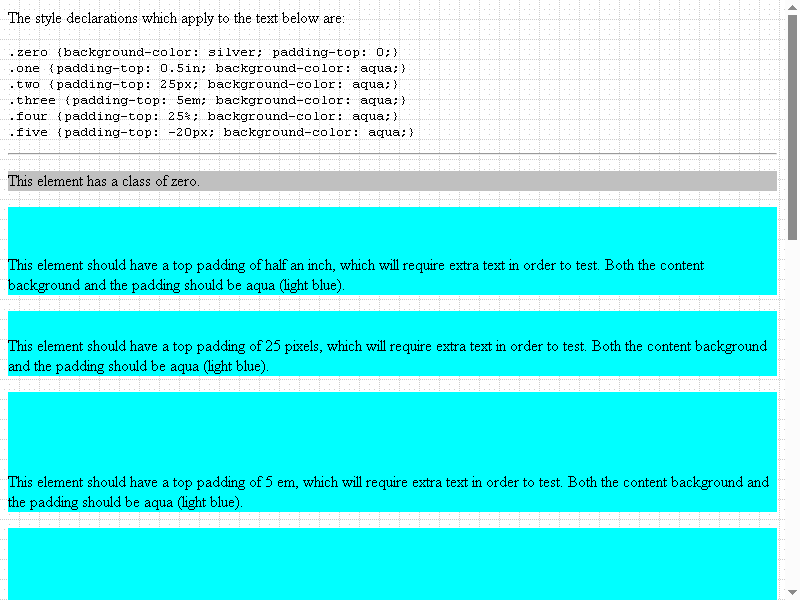 The style declarations which apply to the text below are:
.zero {background-color: silver; padding-top: 0;}
.one {padding-top: 0.5in; background-color: aqua;}
.two {padding-top: 25px; background-color: aqua;}
.three {padding-top: 5em; background-color: aqua;}
.four {padding-top: 25%; background-color: aqua;}
.five {padding-top: -20px; background-color: aqua;}
This element has a class of zero.
This element should have a top padding of half an inch, which will require extra text in order to test. Both the content
background and the padding should be aqua (light blue).
This element should have a top padding of 25 pixels, which will require extra text in order to test. Both the content background
and the padding should be aqua (light blue).
This element should have a top padding of 5 em, which will require extra text in order to test. Both the content background and
the padding should be aqua (light blue).